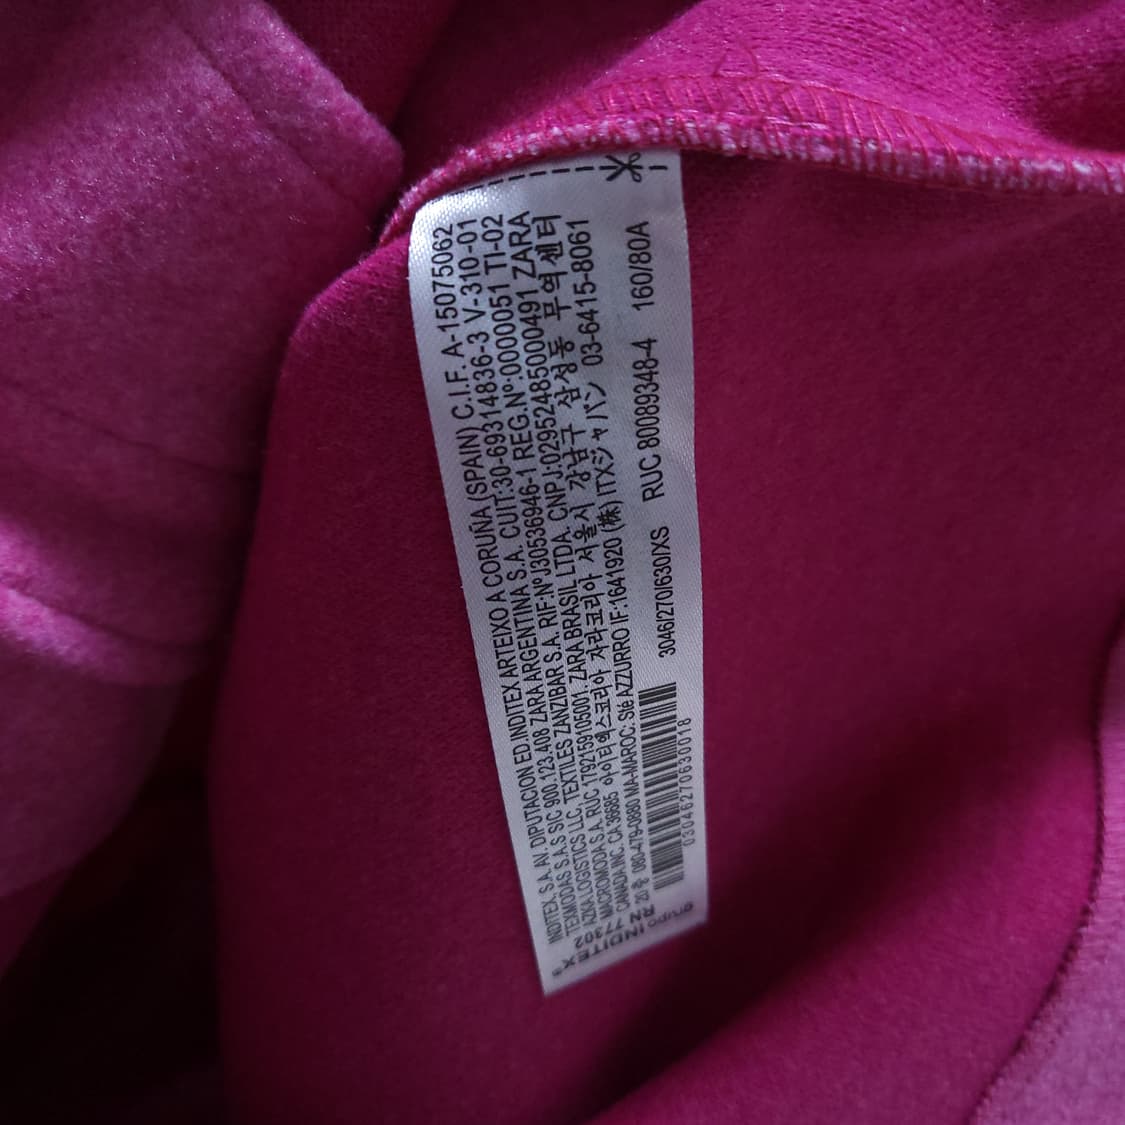 INDITEX, S.A. AV. DIPUTACION ED.INDITEX ARTEIXO A CORUÑA (SPAIN) C.I.F. A-15075062
TEXMODAS S.A.S SIC 900.123.408 ZARA ARGENTINA S.A. CUIT:30-69314836-3 V-310-01
AZKA LOGISTICS LLC, TEXTILES ZANZIBAR S.A. RIF:Nº J30536946-1 REG.Nº:0000051 TI-02
MACROMODA S.A. RUC 1792159105001. ZARA BRASIL LTDA. CNPJ:02952485000491 ZARA
CANADA INC. CA 36685 아이티엑스코리아 자라코리아 서울시 강남구 삼성동 무역센터
20층 080-479-0880 MA-MAROC: Sté AZZURRO IF:1641920 (株) ITXジャパン 03-6415-8061
3046/270/630/XS RUC 80089348-4 160/80A
03046270630018
grupo INDITEX®
RN 77302